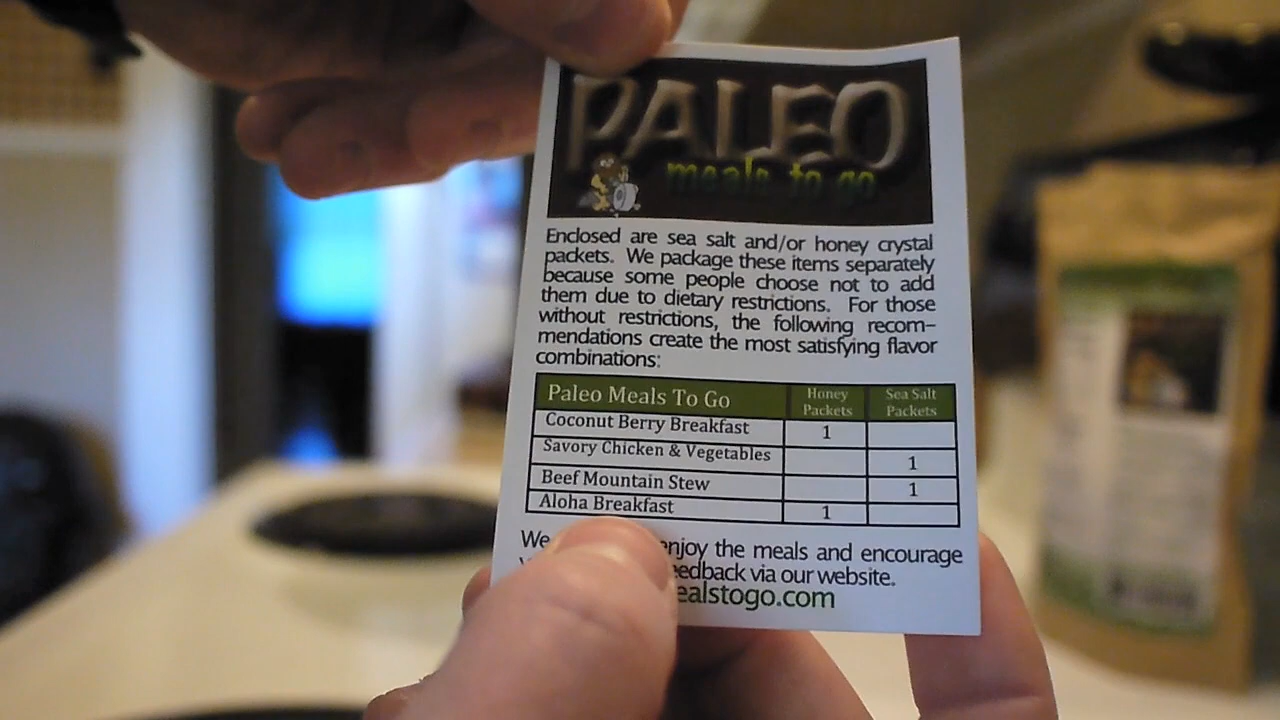 PALEO
meals to go
Enclosed are sea salt and/or honey crystal
packets. We package these items separately
because some people choose not to add
them due to dietary restrictions. For those
without restrictions, the following recom-
mendations create the most satisfying flavor
combinations:
Paleo Meals To Go Honey Packets Sea Salt Packets
Coconut Berry Breakfast 1
Savory Chicken & Vegetables 1
Beef Mountain Stew 1
Aloha Breakfast 1
We enjoy the meals and encourage
eedback via our website.
ealstogo.com